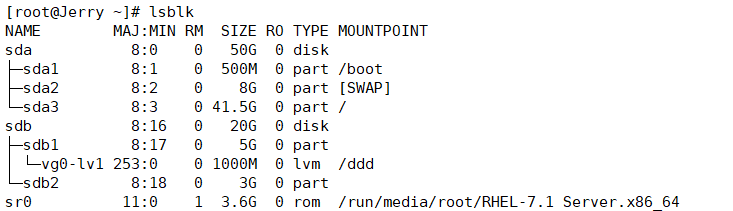 [root@Jerry ~]# lsblk
NAME        MAJ:MIN RM  SIZE RO TYPE MOUNTPOINT
sda           8:0    0   50G  0 disk
├─sda1        8:1    0  500M  0 part /boot
├─sda2        8:2    0    8G  0 part [SWAP]
└─sda3        8:3    0 41.5G  0 part /
sdb           8:16   0   20G  0 disk
├─sdb1        8:17   0    5G  0 part
│ └─vg0-lv1 253:0    0 1000M  0 lvm  /ddd
└─sdb2        8:18   0    3G  0 part
sr0          11:0    1  3.6G  0 rom  /run/media/root/RHEL-7.1 Server.x86_64